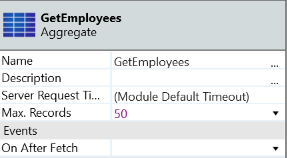 GetEmployees
Aggregate
Name GetEmployees ...
Description ...
Server Request Ti... (Module Default Timeout)
Max. Records 50
Events
On After Fetch